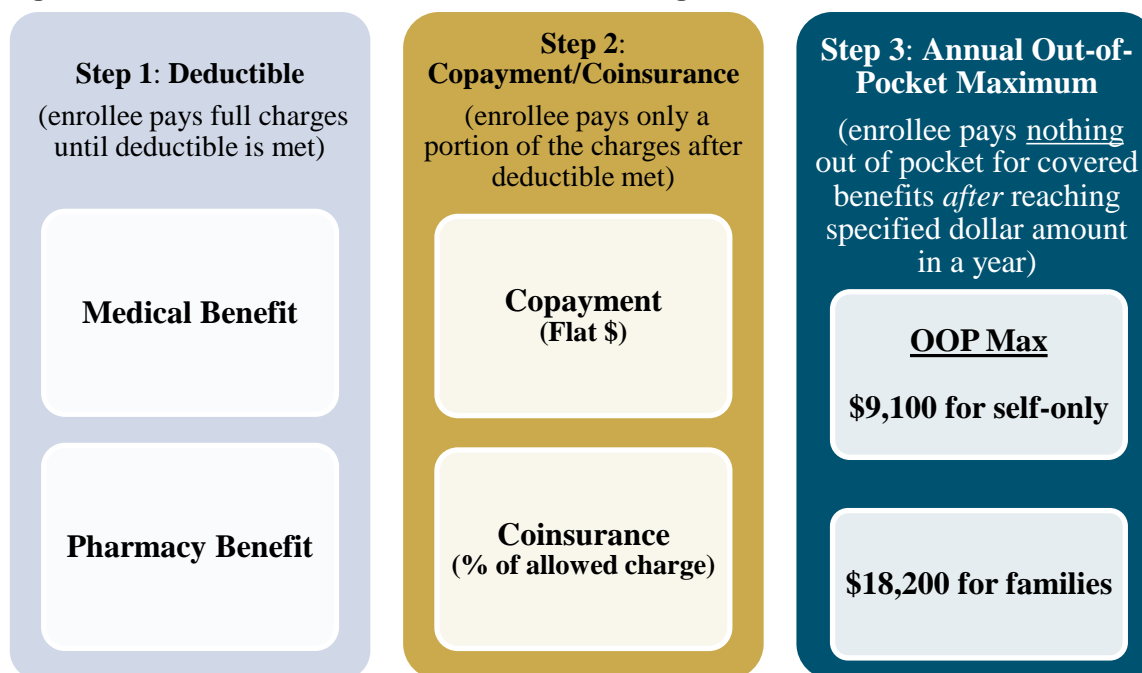 Step 1: Deductible
(enrollee pays full charges
until deductible is met)
Medical Benefit
Pharmacy Benefit
Step 2:
Copayment/Coinsurance
(enrollee pays only a
portion of the charges after
deductible met)
Copayment
(Flat $)
Coinsurance
(% of allowed charge)
Step 3: Annual Out-of-
Pocket Maximum
(enrollee pays nothing
out of pocket for covered
benefits after reaching
specified dollar amount
in a year)
OOP Max
$9,100 for self-only
$18,200 for families